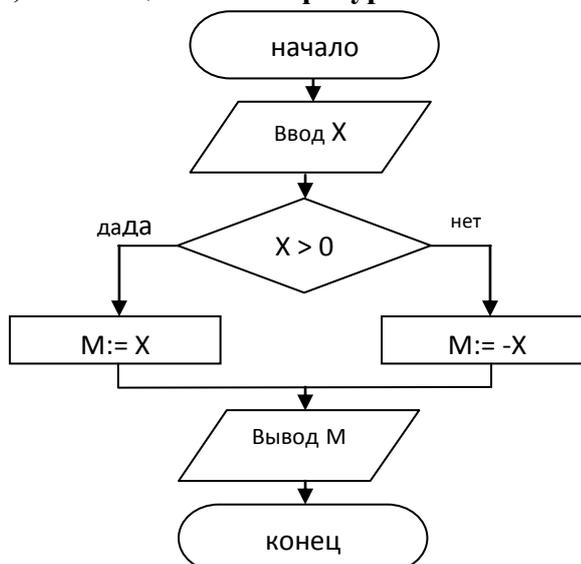 начало
Ввод X
дада
X > 0
нет
M:= X
M:= -X
Вывод M
конец